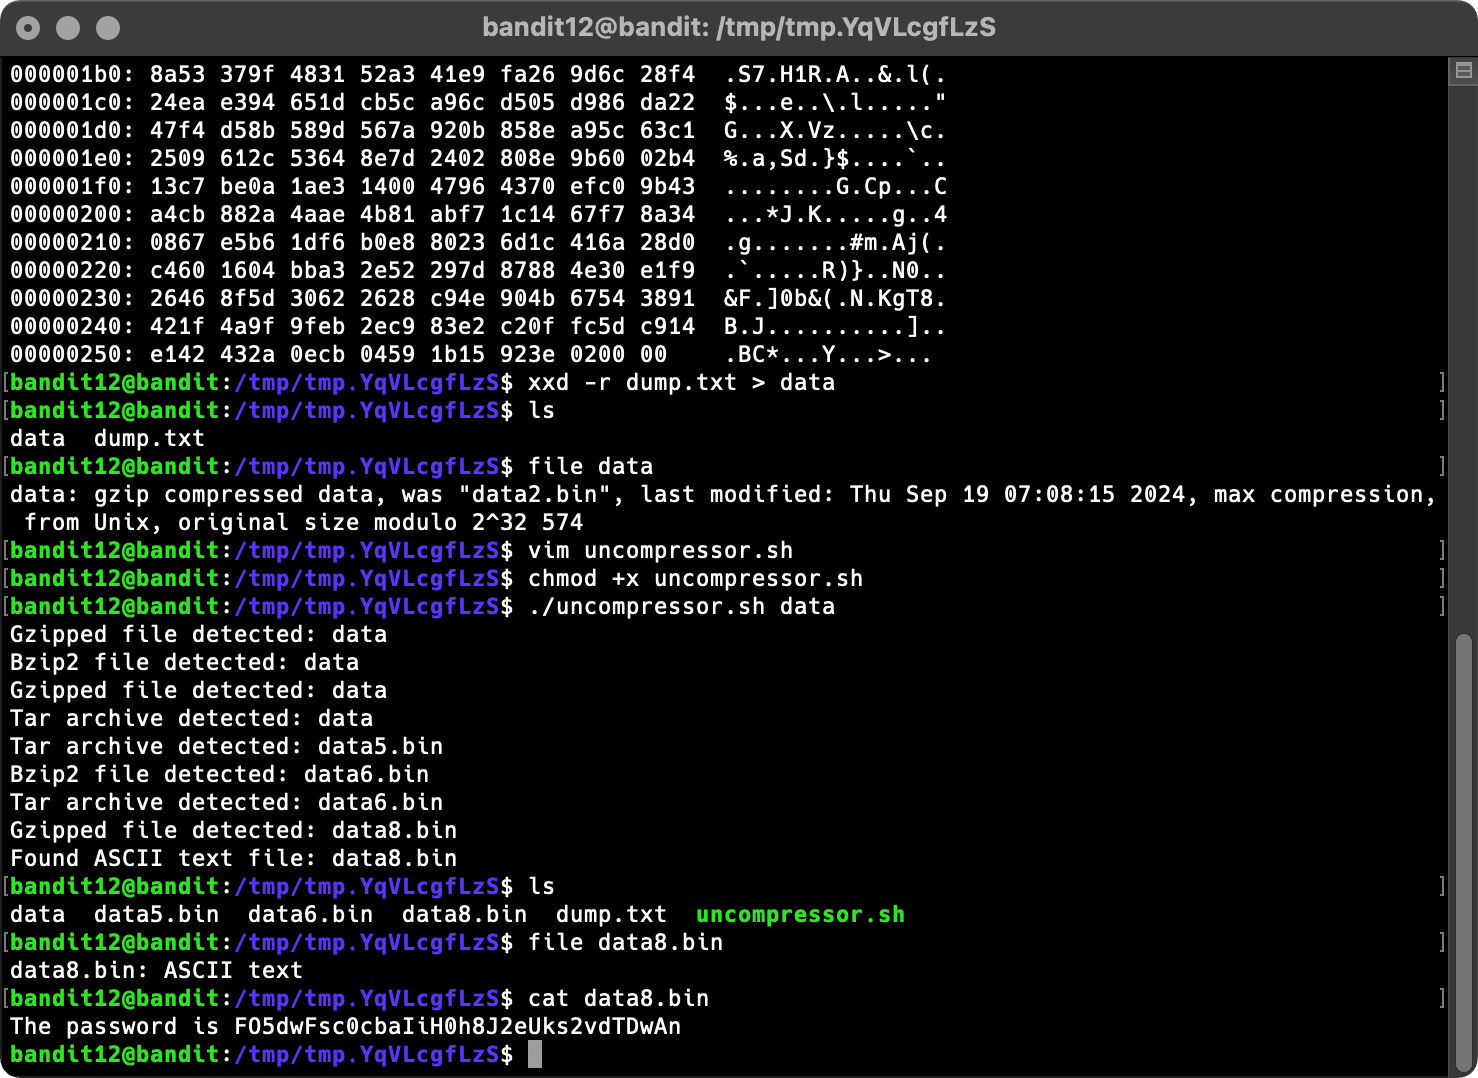 bandit12@bandit: /tmp/tmp.YqVLcgfLzS
000001b0: 8a53 379f 4831 52a3 41e9 fa26 9d6c 28f4  .S7.H1R.A..&.l(.
000001c0: 24ea e394 651d cb5c a96c d505 d986 da22  $...e..\.l....."
000001d0: 47f4 d58b 589d 567a 920b 858e a95c 63c1  G...X.Vz.....\c.
000001e0: 2509 612c 5364 8e7d 2402 808e 9b60 02b4  %.a,Sd.}$....`..
000001f0: 13c7 be0a 1ae3 1400 4796 4370 efc0 9b43  ........G.Cp...C
00000200: a4cb 882a 4aae 4b81 abf7 1c14 67f7 8a34  ...*J.K.....g..4
00000210: 0867 e5b6 1df6 b0e8 8023 6d1c 416a 28d0  .g.......#m.Aj(.
00000220: c460 1604 bba3 2e52 297d 8788 4e30 e1f9  .`.....R)}..N0..
00000230: 2646 8f5d 3062 2628 c94e 904b 6754 3891  &F.]0b&(.N.KgT8.
00000240: 421f 4a9f 9feb 2ec9 83e2 c20f fc5d c914  B.J..........]..
00000250: e142 432a 0ecb 0459 1b15 923e 0200 00    .BC*...Y...>...
[bandit12@bandit:/tmp/tmp.YqVLcgfLzS$ xxd -r dump.txt > data ]
[bandit12@bandit:/tmp/tmp.YqVLcgfLzS$ ls ]
data  dump.txt
[bandit12@bandit:/tmp/tmp.YqVLcgfLzS$ file data ]
data: gzip compressed data, was "data2.bin", last modified: Thu Sep 19 07:08:15 2024, max compression,
 from Unix, original size modulo 2^32 574
[bandit12@bandit:/tmp/tmp.YqVLcgfLzS$ vim uncompressor.sh ]
[bandit12@bandit:/tmp/tmp.YqVLcgfLzS$ chmod +x uncompressor.sh ]
[bandit12@bandit:/tmp/tmp.YqVLcgfLzS$ ./uncompressor.sh data ]
Gzipped file detected: data
Bzip2 file detected: data
Gzipped file detected: data
Tar archive detected: data
Tar archive detected: data5.bin
Bzip2 file detected: data6.bin
Tar archive detected: data6.bin
Gzipped file detected: data8.bin
Found ASCII text file: data8.bin
[bandit12@bandit:/tmp/tmp.YqVLcgfLzS$ ls ]
data  data5.bin  data6.bin  data8.bin  dump.txt  uncompressor.sh
[bandit12@bandit:/tmp/tmp.YqVLcgfLzS$ file data8.bin ]
data8.bin: ASCII text
[bandit12@bandit:/tmp/tmp.YqVLcgfLzS$ cat data8.bin ]
The password is FO5dwFsc0cbaIiH0h8J2eUks2vdTDwAn
bandit12@bandit:/tmp/tmp.YqVLcgfLzS$